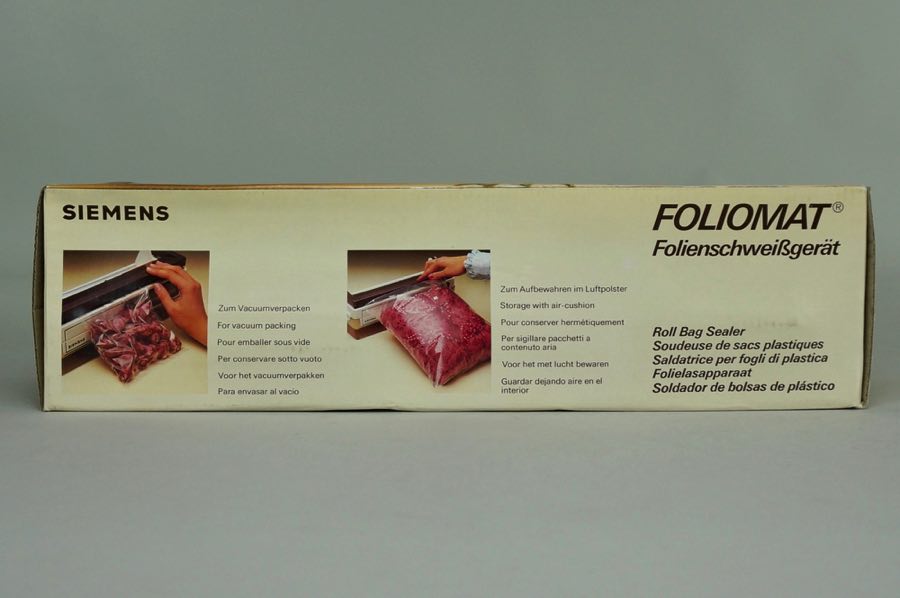 SIEMENS
FOLIOMAT®
Folienschweißgerät
Zum Vacuumverpacken
For vacuum packing
Pour emballer sous vide
Per conservare sotto vuoto
Voor het vacuumverpakken
Para envasar al vacio
Zum Aufbewahren im Luftpolster
Storage with air-cushion
Pour conserver hermétiquement
Per sigillare pacchetti a
contenuto aria
Voor het met lucht bewaren
Guardar dejando aire en el
interior
Roll Bag Sealer
Soudeuse de sacs plastiques
Saldatrice per fogli di plastica
Folielasapparaat
Soldador de bolsas de plástico